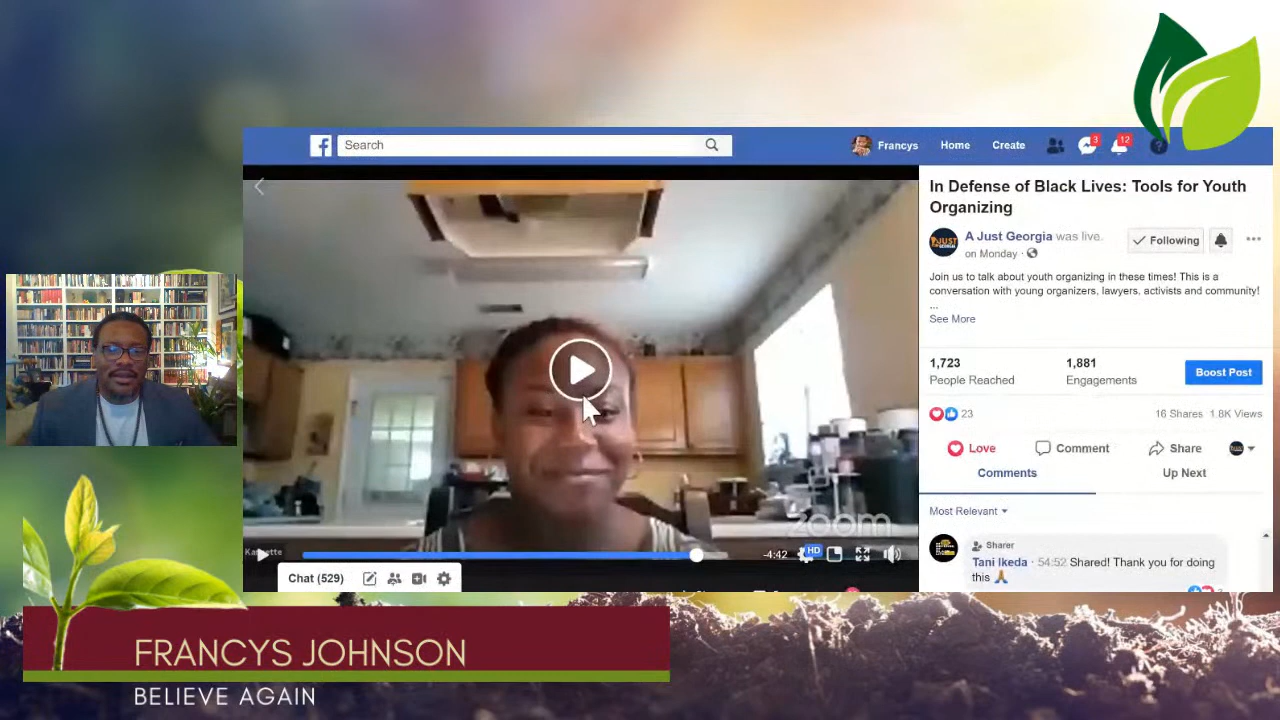 Search
Francys
Home
Create
3
12
?
In Defense of Black Lives: Tools for Youth
Organizing
A Just Georgia was live.
on Monday ·
Following
...
Join us to talk about youth organizing in these times! This is a
conversation with young organizers, lawyers, activists and community!
...
See More
1,723
People Reached
1,881
Engagements
Boost Post
23
16 Shares 1.8K Views
Love
Comment
Share
Comments
Up Next
Most Relevant
Sharer
Tani Ikeda · 54:52 Shared! Thank you for doing
this 🙏
zoom
-4:42
HD
Chat (529)
FRANCYS JOHNSON
BELIEVE AGAIN